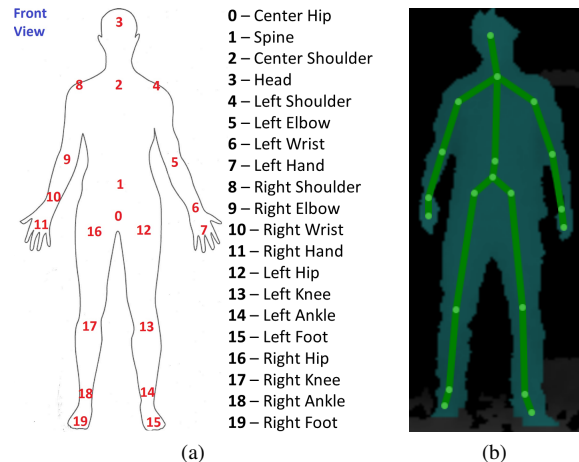 Front
View
3
8 2 4
9 5
1
10 6
0
11 16 12 7
17 13
18 14
19 15
0 – Center Hip
1 – Spine
2 – Center Shoulder
3 – Head
4 – Left Shoulder
5 – Left Elbow
6 – Left Wrist
7 – Left Hand
8 – Right Shoulder
9 – Right Elbow
10 – Right Wrist
11 – Right Hand
12 – Left Hip
13 – Left Knee
14 – Left Ankle
15 – Left Foot
16 – Right Hip
17 – Right Knee
18 – Right Ankle
19 – Right Foot
(a)
(b)